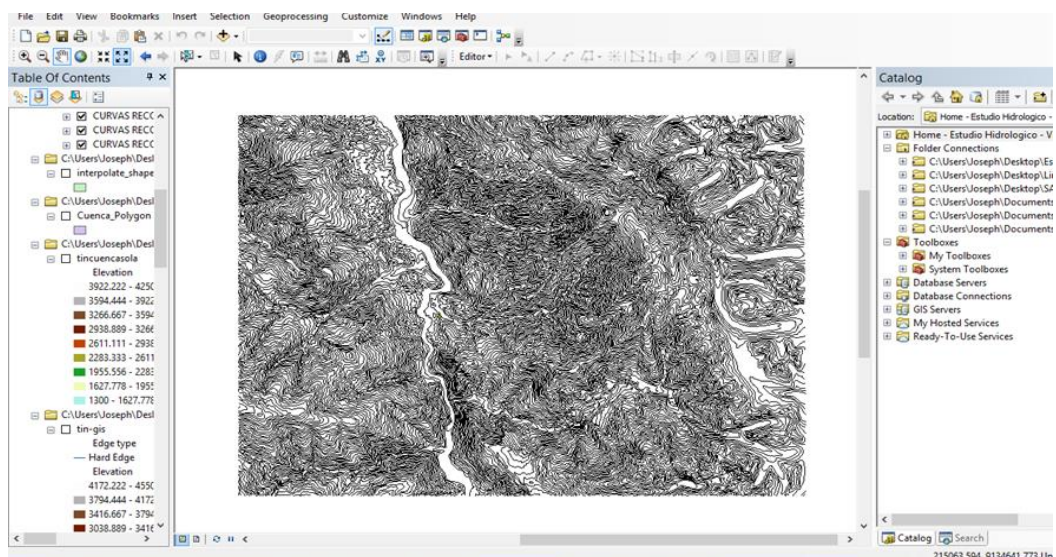 File Edit View Bookmarks Insert Selection Geoprocessing Customize Windows Help
Editor
Table Of Contents
CURVAS RECC
CURVAS RECC
CURVAS RECC
C:\Users\Joseph\Desl
interpolate_shape
C:\Users\Joseph\Desl
Cuenca_Polygon
C:\Users\Joseph\Desl
tincuencasola
Elevation
3922.222 - 4250
3594.444 - 3922
3266.667 - 3594
2938.889 - 3266
2611.111 - 2938
2283.333 - 2611
1955.556 - 2283
1627.778 - 1955
1300 - 1627.778
C:\Users\Joseph\Desl
tin-gis
Edge type
Hard Edge
Elevation
4172.222 - 4550
3794.444 - 4172
3416.667 - 3794
3038.889 - 3416
Catalog
Location: Home - Estudio Hidrologico -
Home - Estudio Hidrologico - V
Folder Connections
C:\Users\Joseph\Desktop\Es
C:\Users\Joseph\Desktop\Li
C:\Users\Joseph\Desktop\SA
C:\Users\Joseph\Documents
C:\Users\Joseph\Documents
C:\Users\Joseph\Documents
Toolboxes
My Toolboxes
System Toolboxes
Database Servers
Database Connections
GIS Servers
My Hosted Services
Ready-To-Use Services
Catalog Search
215063.594 9134641.773 Un